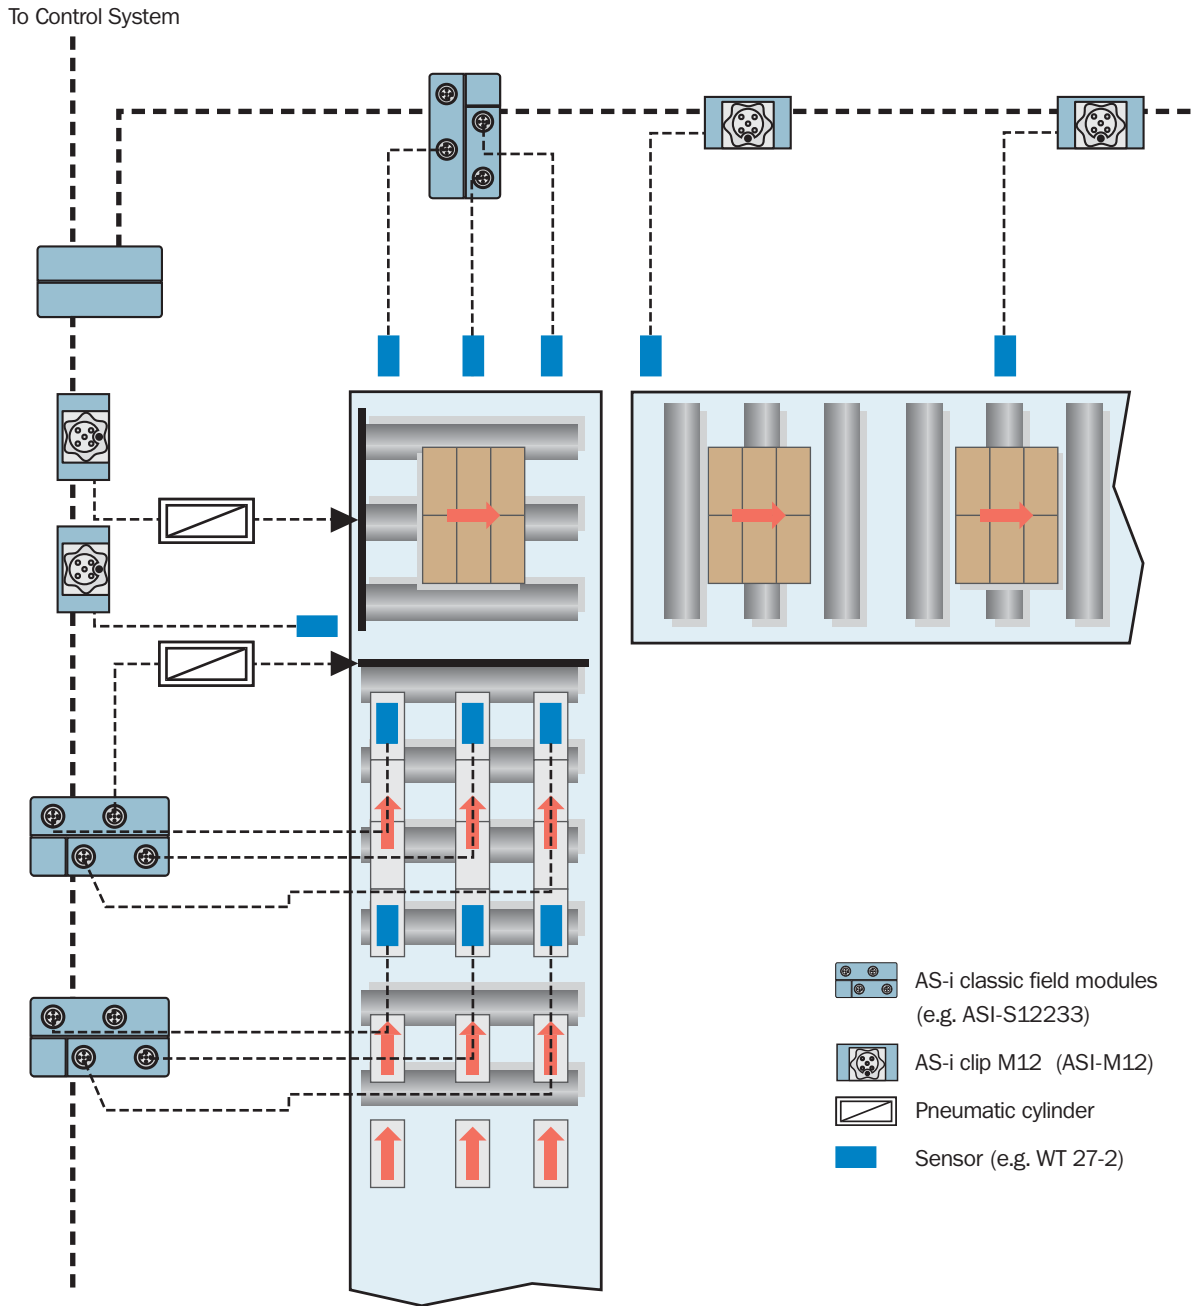 To Control System
AS-i classic field modules
(e.g. ASI-S12233)
AS-i clip M12 (ASI-M12)
Pneumatic cylinder
Sensor (e.g. WT 27-2)